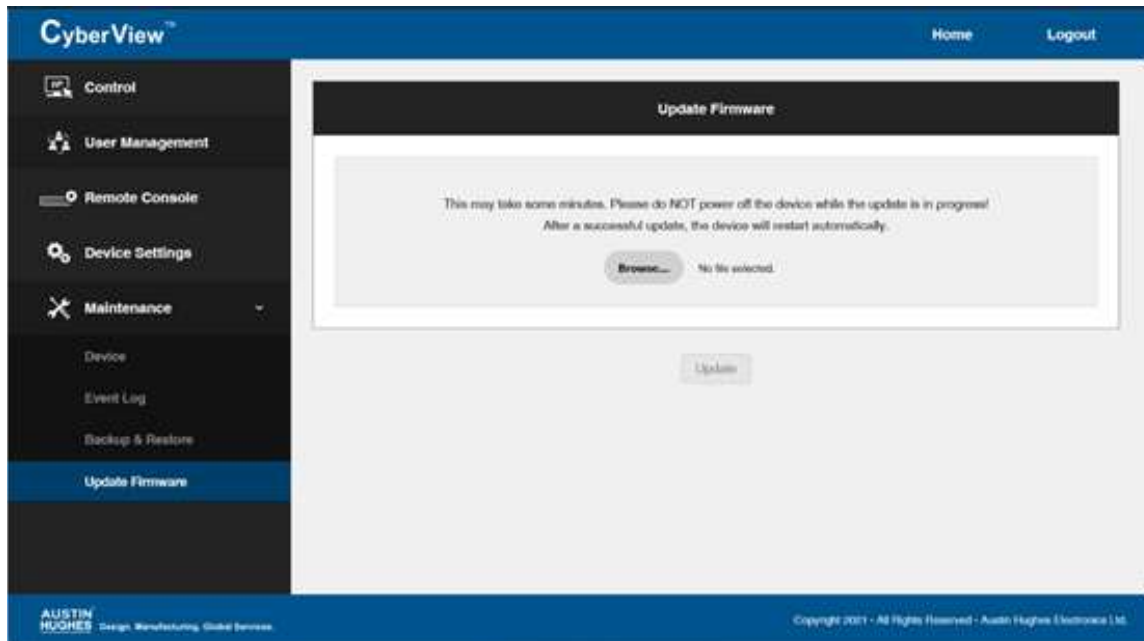 CyberView™
Home
Logout
Control
User Management
Remote Console
Device Settings
Maintenance
Device
Event Log
Backup & Restore
Update Firmware
Update Firmware
This may take some minutes. Please do NOT power off the device while the update is in progress!
After a successful update, the device will restart automatically.
Browse... No file selected.
Update
AUSTIN
HUGHES Design. Manufacturing. Global Services.
Copyright 2021 - All Rights Reserved - Austin Hughes Electronics Ltd.